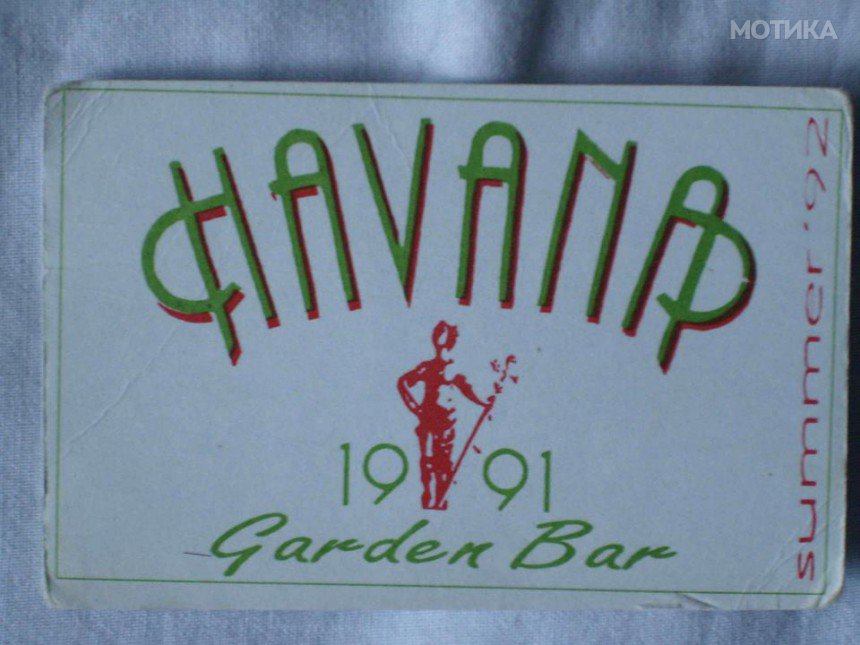 МОТИКА
HAVANA
summer '92
1991
Garden Bar